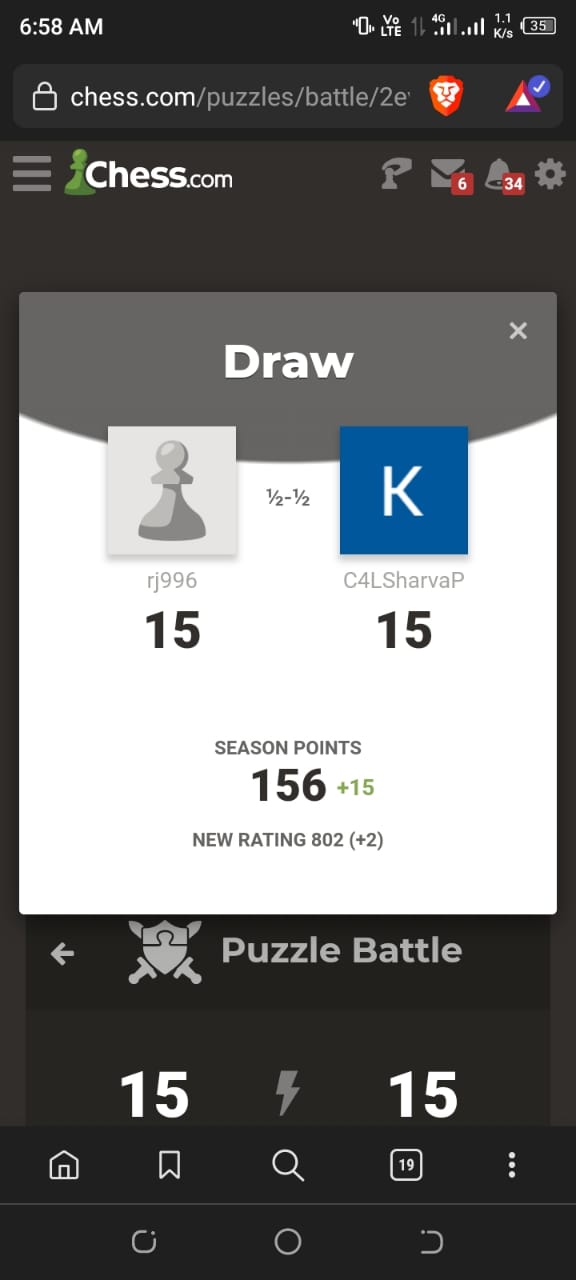 6:58 AM
Vo
LTE
4G
1.1
K/s
35
chess.com/puzzles/battle/2e
Chess.com
6
34
Draw
×
½-½
K
rj996
C4LSharvaP
15
15
SEASON POINTS
156 +15
NEW RATING 802 (+2)
Puzzle Battle
15
15
19